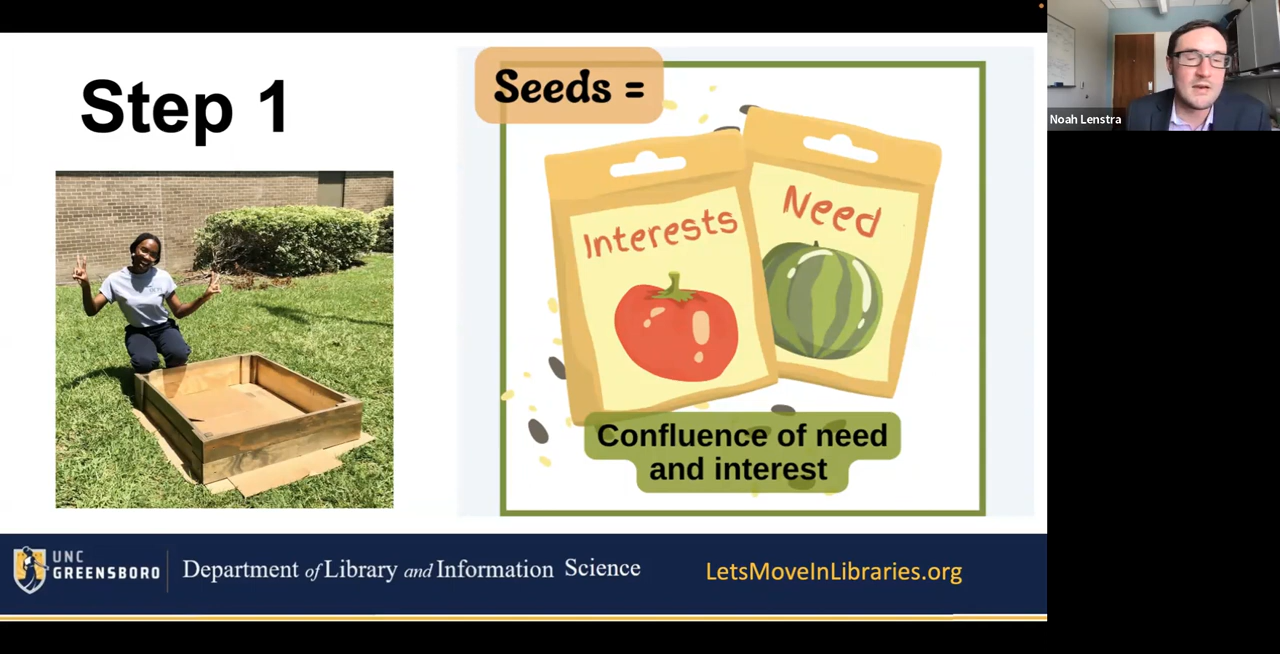 Step 1
Seeds =
Interests
Need
Confluence of need
and interest
UNC
GREENSBORO
Department of Library and Information Science
LetsMoveInLibraries.org
Noah Lenstra